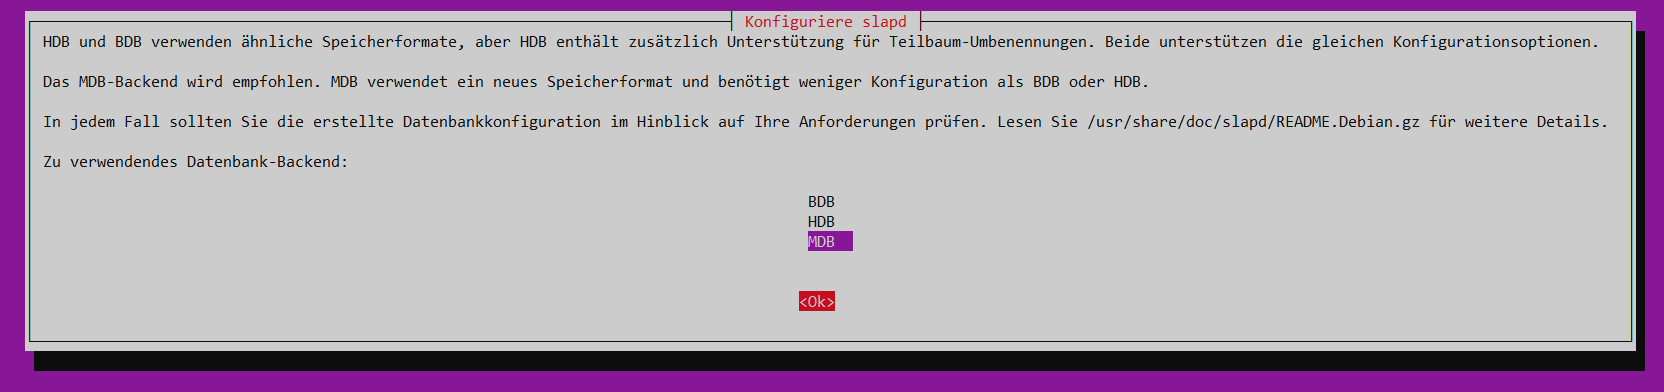 Konfiguriere slapd
HDB und BDB verwenden ähnliche Speicherformate, aber HDB enthält zusätzlich Unterstützung für Teilbaum-Umbenennungen. Beide unterstützen die gleichen Konfigurationsoptionen.
Das MDB-Backend wird empfohlen. MDB verwendet ein neues Speicherformat und benötigt weniger Konfiguration als BDB oder HDB.
In jedem Fall sollten Sie die erstellte Datenbankkonfiguration im Hinblick auf Ihre Anforderungen prüfen. Lesen Sie /usr/share/doc/slapd/README.Debian.gz für weitere Details.
Zu verwendendes Datenbank-Backend:
BDB
HDB
MDB
<Ok>